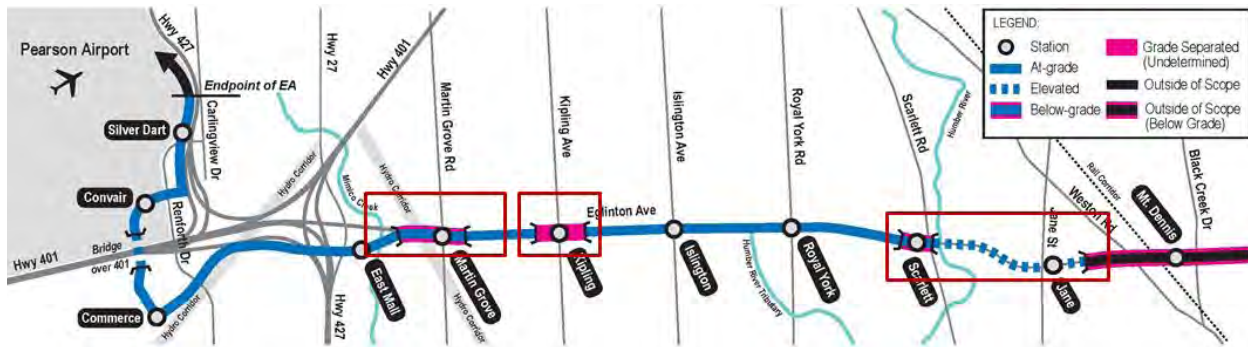 Pearson Airport
Hwy 427
Endpoint of EA
Carlingview Dr
Silver Dart
Convair
Renforth Dr
Bridge
over 401
Hwy 401
Commerce
Hydro Corridor
Hwy 27
Hwy 401
Hydro Corridor
Mimico Creek
Hydro Corridor
Hwy 427
East Mall
Martin Grove Rd
Martin Grove
Hydro Corridor
Kipling Ave
Kipling
Eglinton Ave
Islington Ave
Islington
Royal York Rd
Royal York
Humber River Tributary
Scarlett Rd
Scarlett
Humber River
Jane St
Jane
Weston Rd
Rail Corridor
Mt. Dennis
Black Creek Dr
LEGEND:
Station
At-grade
Elevated
Below-grade
Grade Separated
(Undetermined)
Outside of Scope
Outside of Scope
(Below Grade)